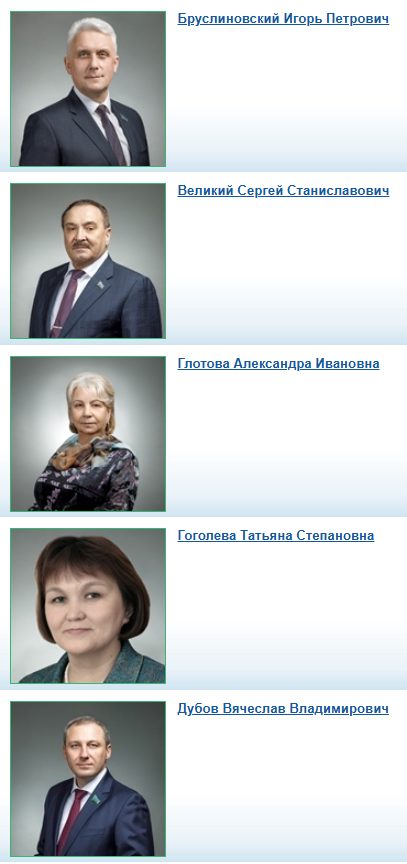 Бруслиновский Игорь Петрович
Великий Сергей Станиславович
Глотова Александра Ивановна
Гоголева Татьяна Степановна
Дубов Вячеслав Владимирович